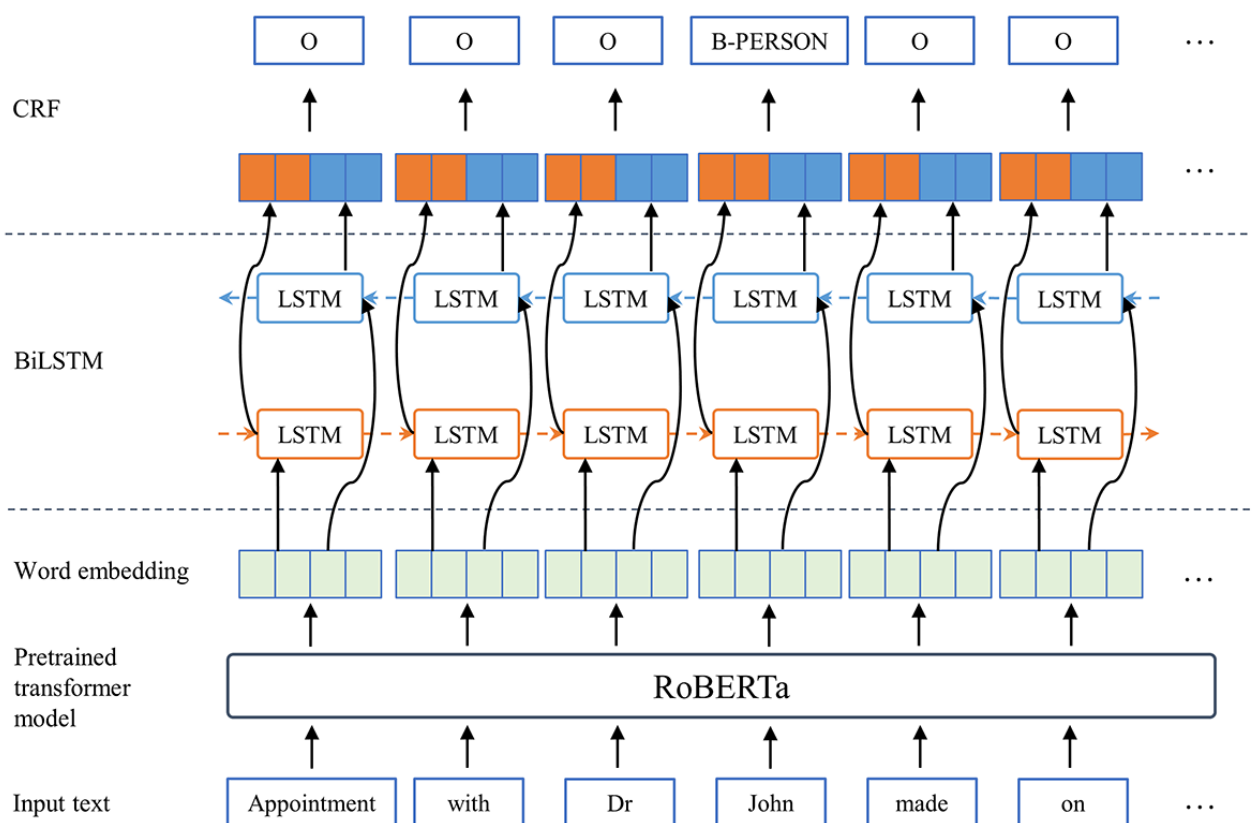 O O O B-PERSON O O ...
CRF
...
LSTM LSTM LSTM LSTM LSTM LSTM
BiLSTM
LSTM LSTM LSTM LSTM LSTM LSTM
Word embedding
...
Pretrained
transformer
model
RoBERTa
Input text
Appointment with Dr John made on ...